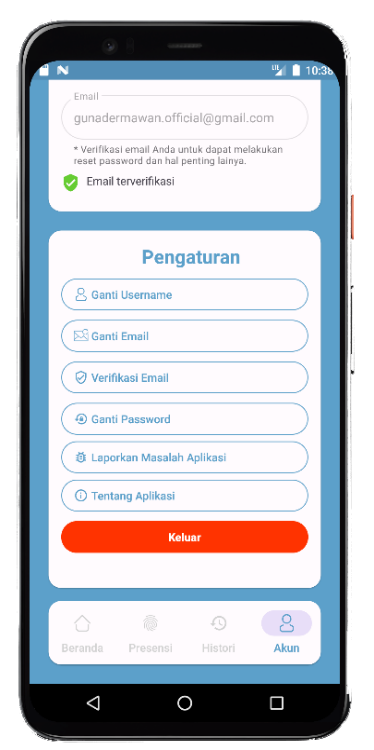 10:38
Email
gunadermawan.official@gmail.com
* Verifikasi email Anda untuk dapat melakukan
reset password dan hal penting lainya.
Email terverifikasi
Pengaturan
Ganti Username
Ganti Email
Verifikasi Email
Ganti Password
Laporkan Masalah Aplikasi
Tentang Aplikasi
Keluar
Beranda Presensi Histori Akun